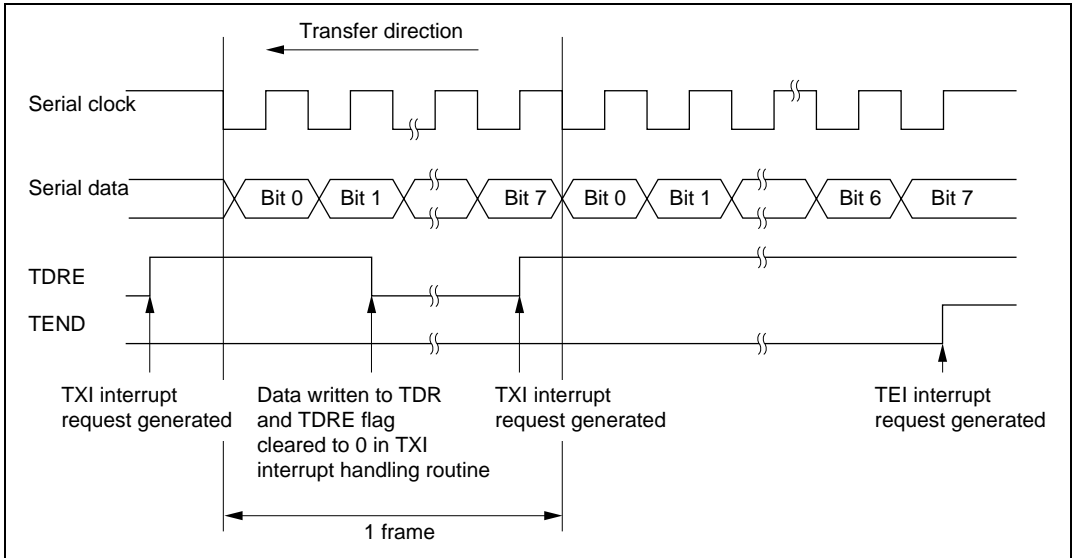 Transfer direction
Serial clock
Serial data
Bit 0 Bit 1 Bit 7 Bit 0 Bit 1 Bit 6 Bit 7
TDRE
TEND
TXI interrupt
request generated
Data written to TDR
and TDRE flag
cleared to 0 in TXI
interrupt handling routine
TXI interrupt
request generated
TEI interrupt
request generated
1 frame